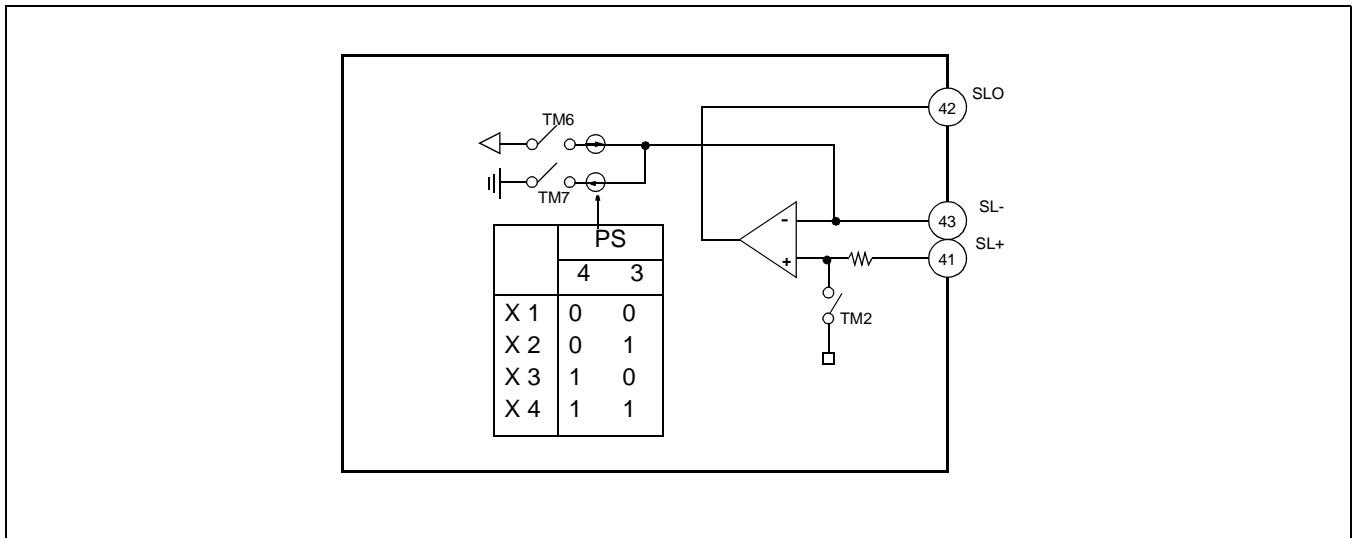 SLO
42
TM6
TM7
SL-
43
-
SL+
41
+
TM2
PS
4 3
X 1 0 0
X 2 0 1
X 3 1 0
X 4 1 1